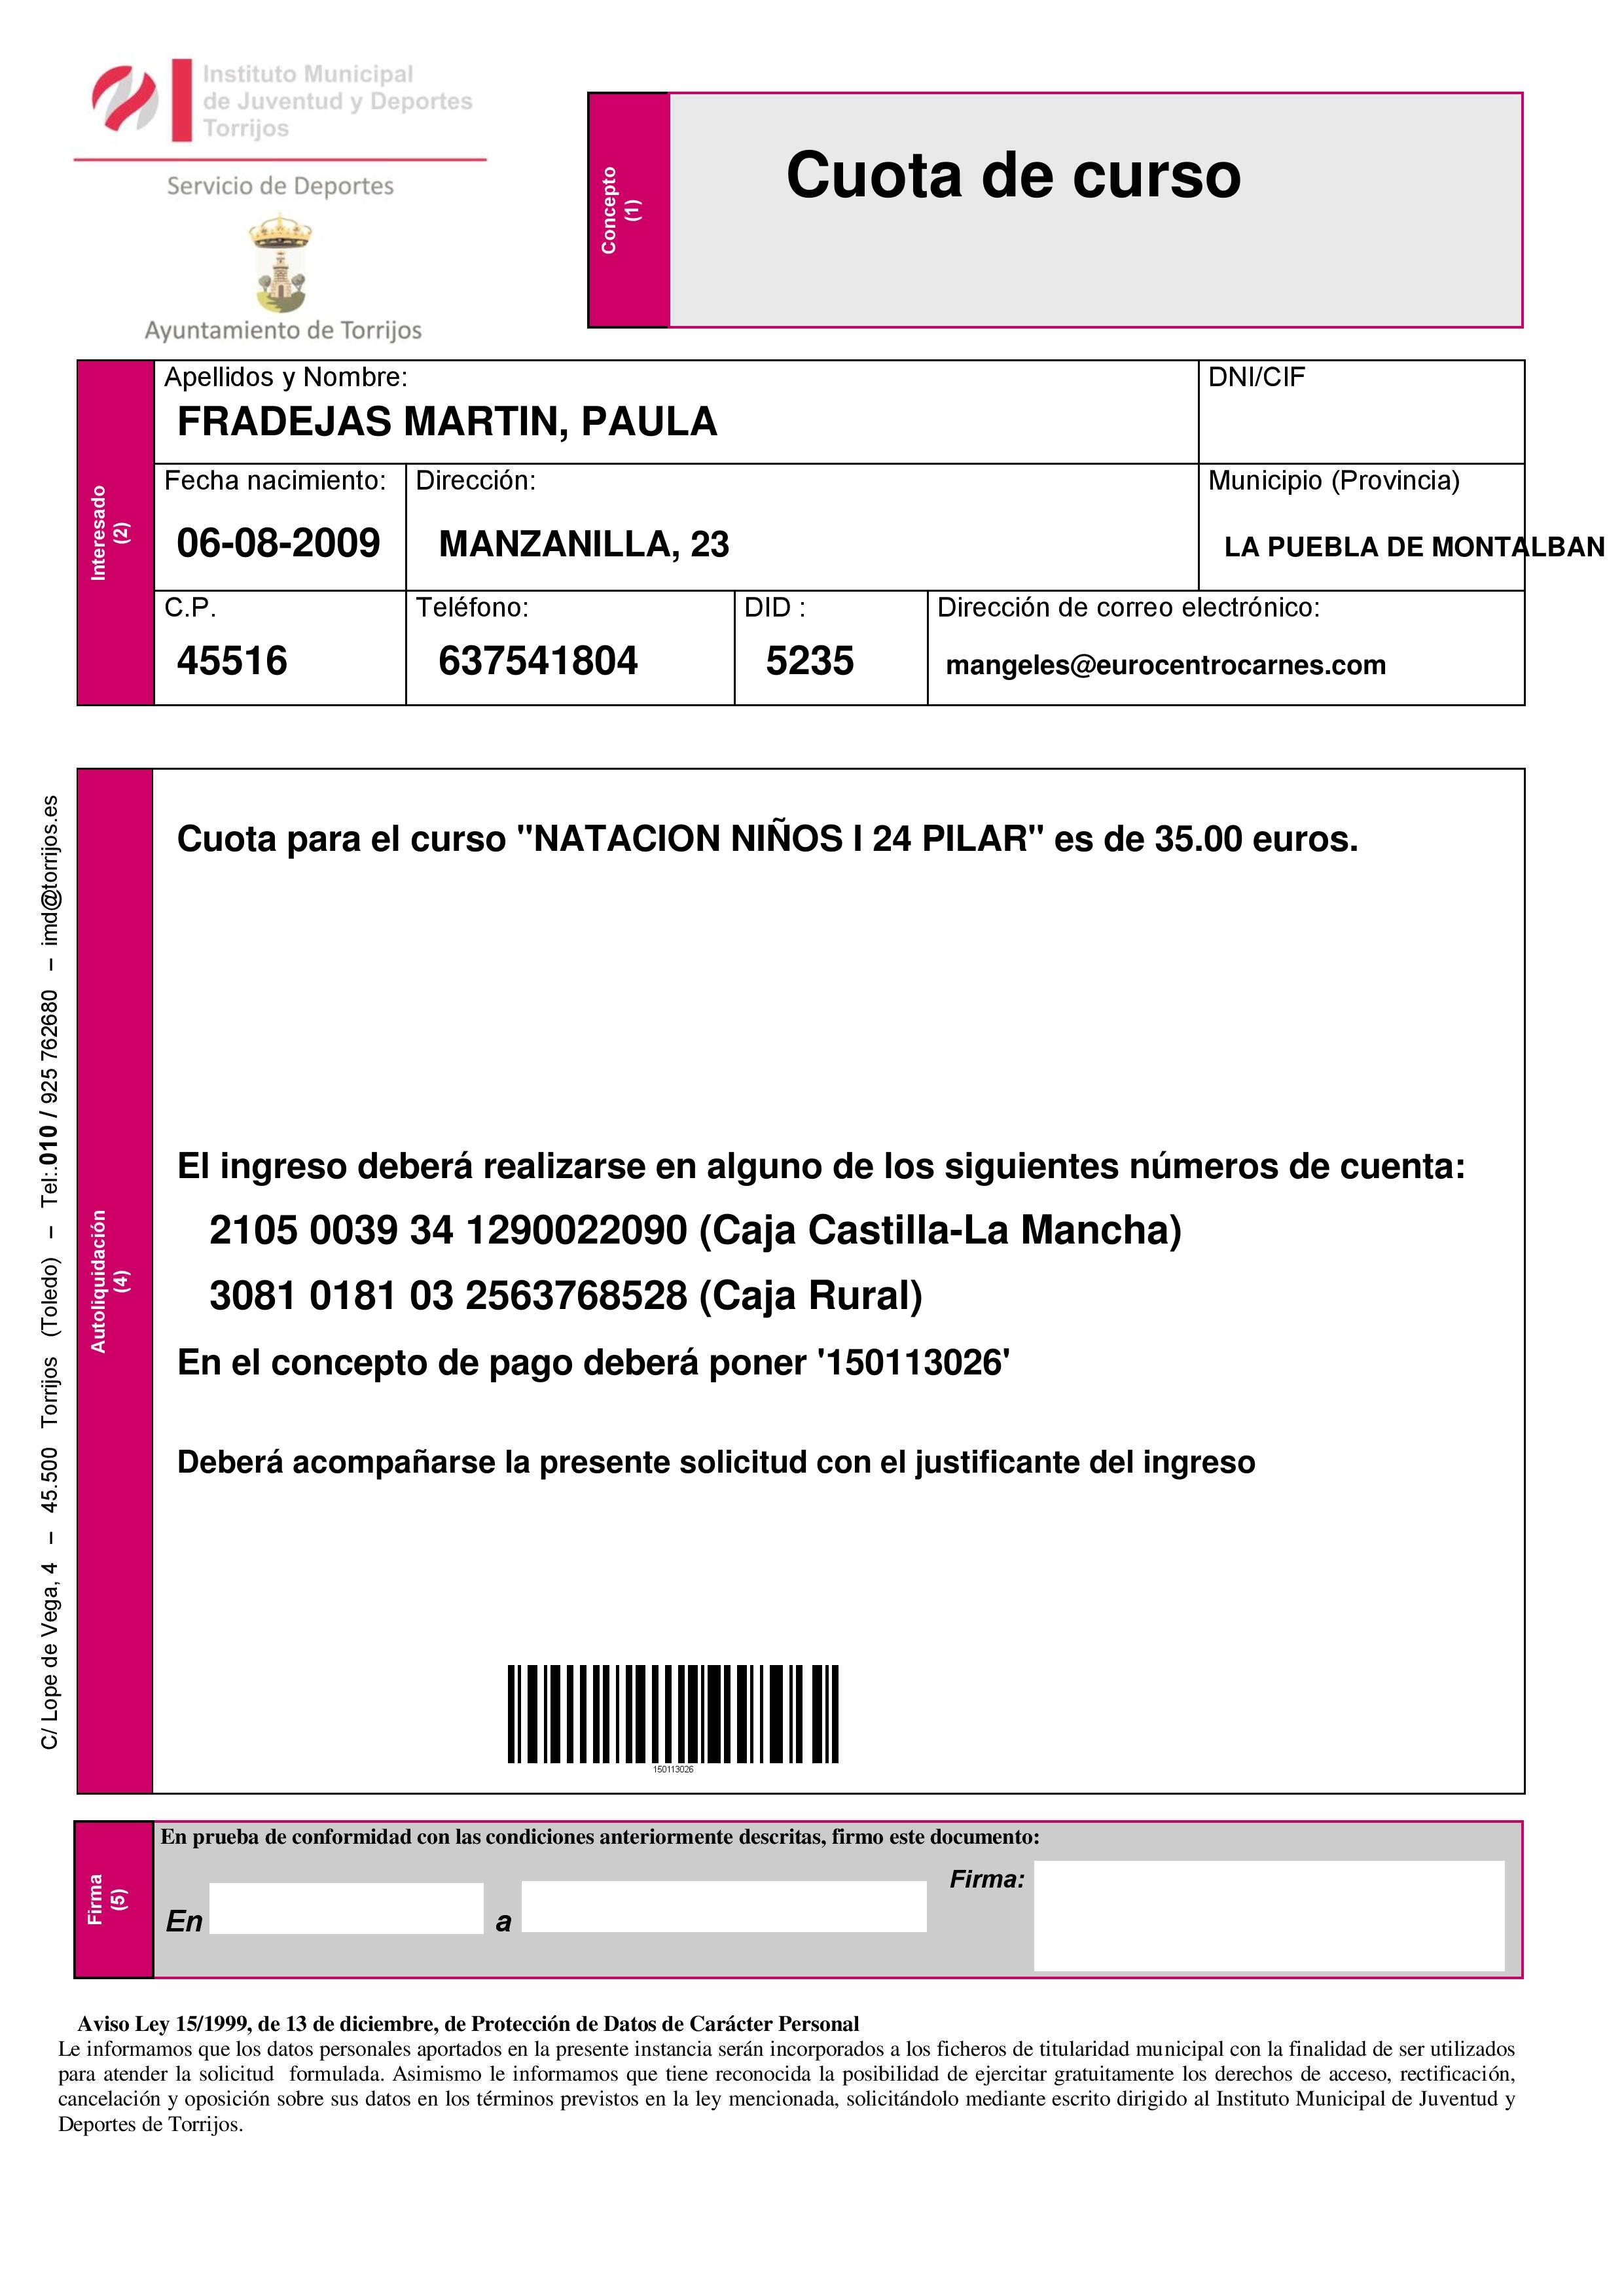 Instituto Municipal
de Juventud y Deportes
Torrijos
Servicio de Deportes
Ayuntamiento de Torrijos
Concepto
(1)
Cuota de curso
Interesado
(2)
Apellidos y Nombre:
FRADEJAS MARTIN, PAULA
DNI/CIF
Fecha nacimiento:
06-08-2009
Dirección:
MANZANILLA, 23
Municipio (Provincia)
LA PUEBLA DE MONTALBAN
C.P.
45516
Teléfono:
637541804
DID :
5235
Dirección de correo electrónico:
mangeles@eurocentrocarnes.com
C/ Lope de Vega, 4 – 45.500 Torrijos (Toledo) – Tel:.010 / 925 762680 – imd@torrijos.es
Autoliquidación
(4)
Cuota para el curso "NATACION NIÑOS I 24 PILAR" es de 35.00 euros.
El ingreso deberá realizarse en alguno de los siguientes números de cuenta:
2105 0039 34 1290022090 (Caja Castilla-La Mancha)
3081 0181 03 2563768528 (Caja Rural)
En el concepto de pago deberá poner '150113026'
Deberá acompañarse la presente solicitud con el justificante del ingreso
150113026
Firma
(5)
En prueba de conformidad con las condiciones anteriormente descritas, firmo este documento:
En
a
Firma:
Aviso Ley 15/1999, de 13 de diciembre, de Protección de Datos de Carácter Personal
Le informamos que los datos personales aportados en la presente instancia serán incorporados a los ficheros de titularidad municipal con la finalidad de ser utilizados
para atender la solicitud formulada. Asimismo le informamos que tiene reconocida la posibilidad de ejercitar gratuitamente los derechos de acceso, rectificación,
cancelación y oposición sobre sus datos en los términos previstos en la ley mencionada, solicitándolo mediante escrito dirigido al Instituto Municipal de Juventud y
Deportes de Torrijos.